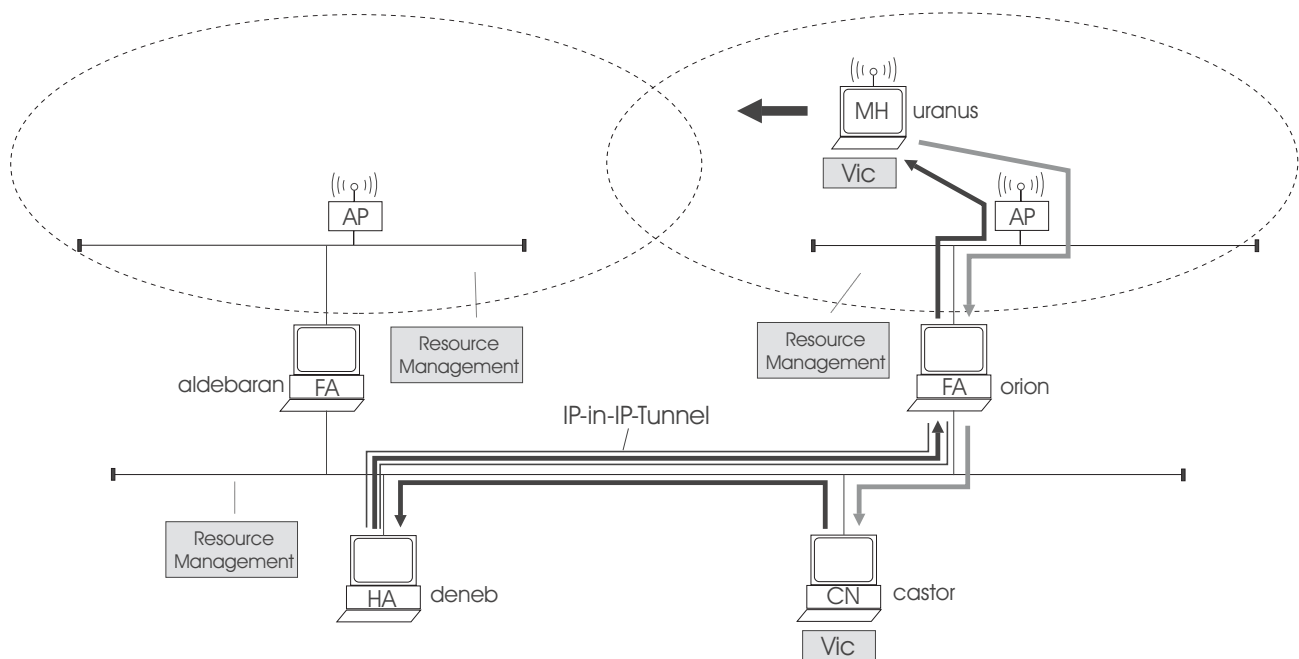 MH
uranus
Vic
AP
AP
Resource
Management
Resource
Management
aldebaran
FA
FA
orion
IP-in-IP-Tunnel
Resource
Management
HA
deneb
CN
castor
Vic